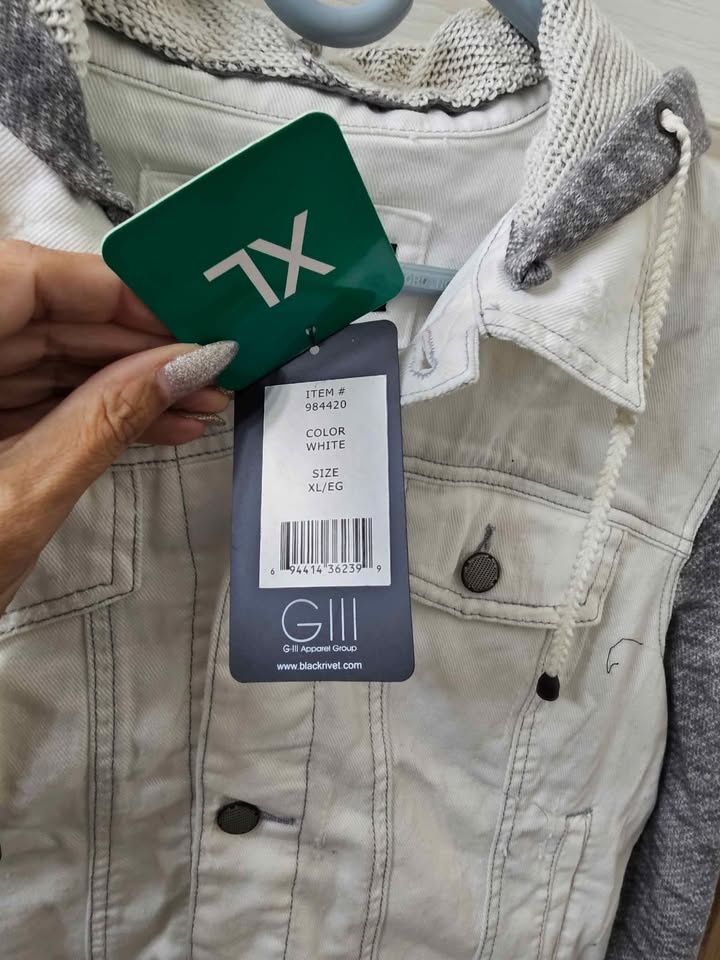 XL
ITEM #
984420
COLOR
WHITE
SIZE
XL/EG
6 94414 36239 9
GIII
G-III Apparel Group
www.blackrivet.com